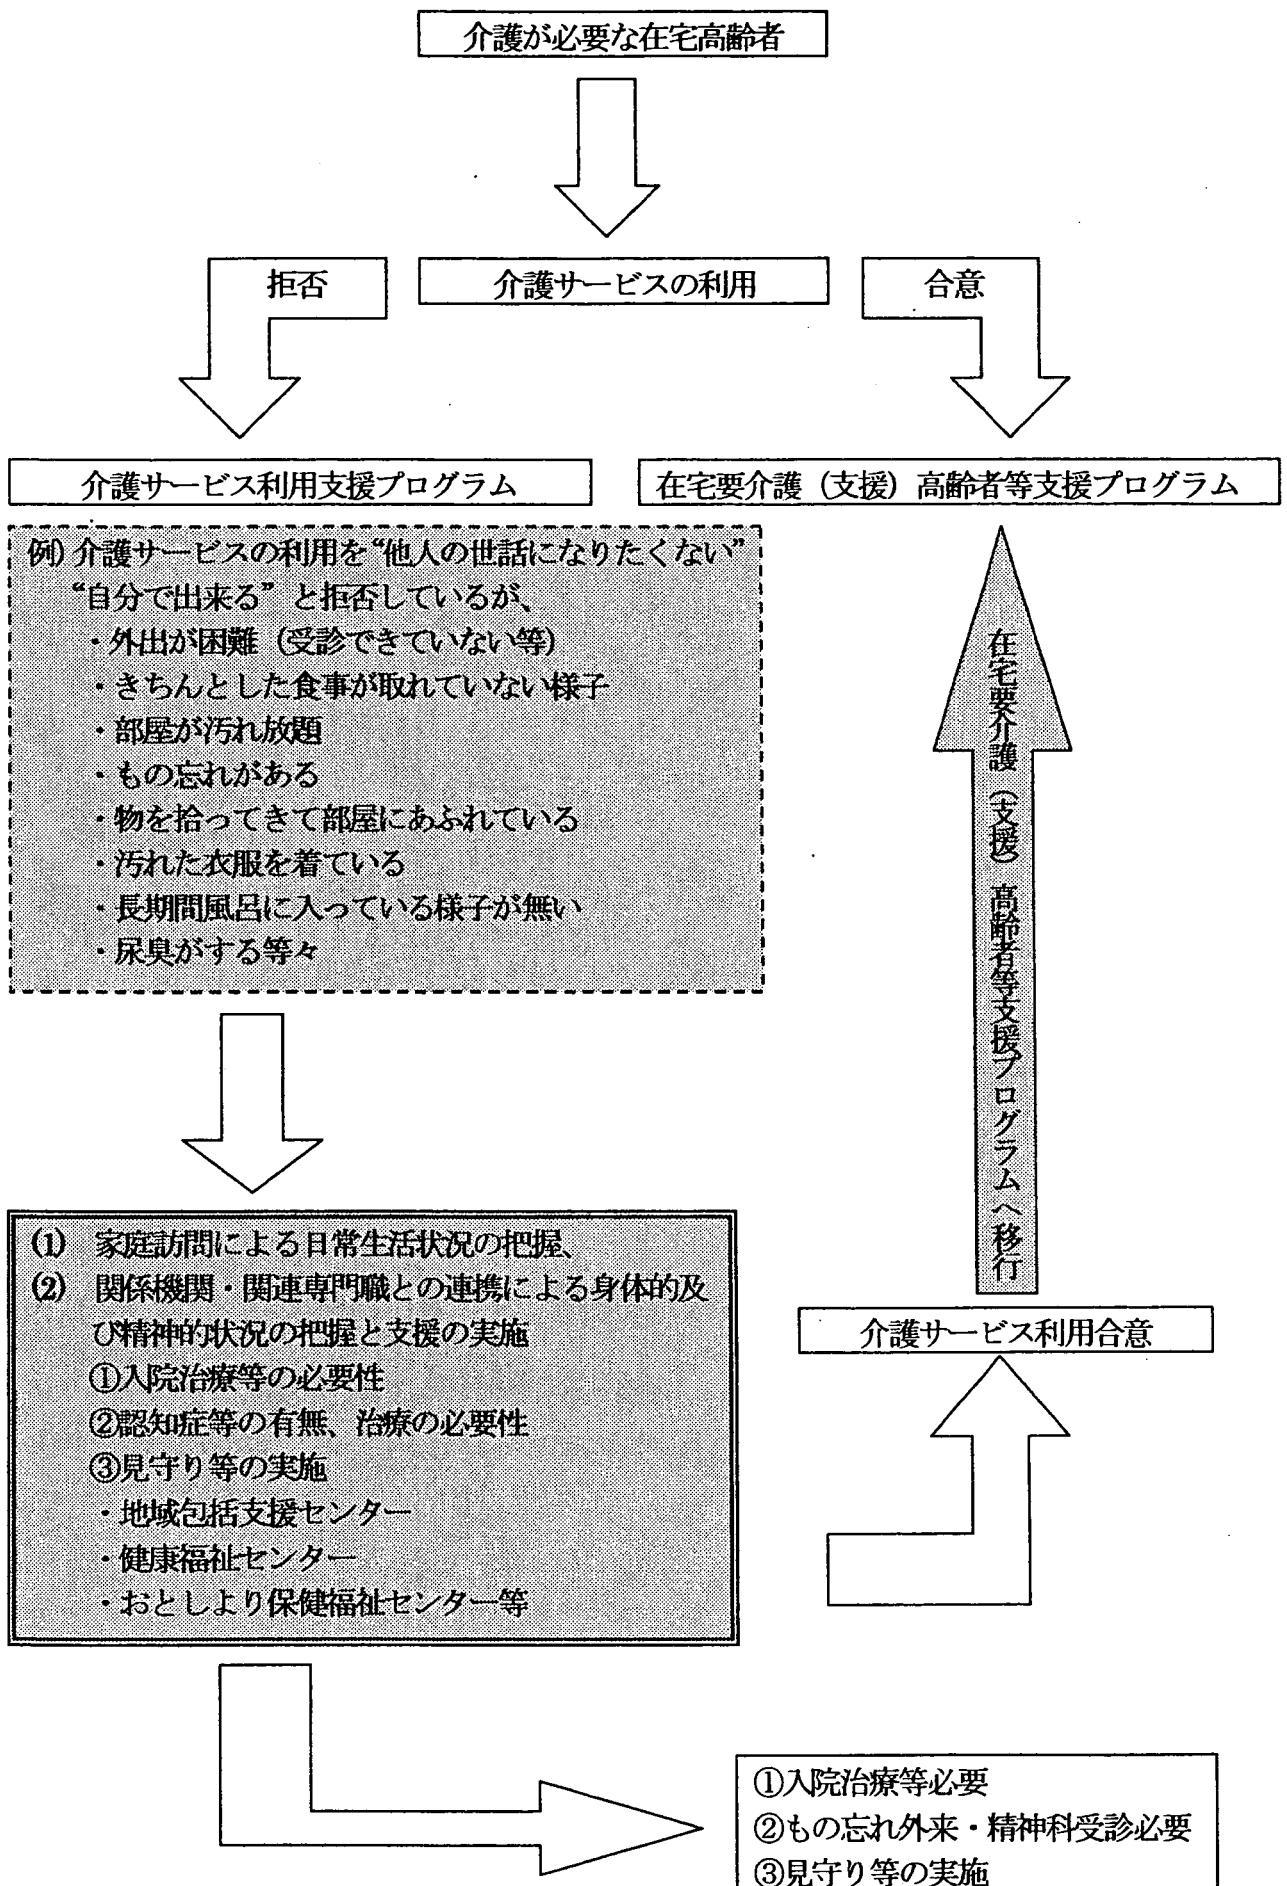 介護が必要な在宅高齢者
拒否
介護サービスの利用
合意
介護サービス利用支援プログラム
在宅要介護（支援）高齢者等支援プログラム
例）介護サービスの利用を“他人の世話になりたくない”
“自分で出来る”と拒否しているが、
・外出が困難（受診できていない等）
・きちんとした食事が取れていない様子
・部屋が汚れ放題
・もの忘れがある
・物を拾ってきて部屋にあふれている
・汚れた衣服を着ている
・長期間風呂に入っている様子が無い
・尿臭がする等々
在宅要介護（支援）高齢者等支援プログラムへ移行
(1) 家庭訪問による日常生活状況の把握、
(2) 関係機関・関連専門職との連携による身体的及
び精神的状況の把握と支援の実施
①入院治療等の必要性
②認知症等の有無、治療の必要性
③見守り等の実施
・地域包括支援センター
・健康福祉センター
・おとしより保健福祉センター等
介護サービス利用合意
①入院治療等必要
②もの忘れ外来・精神科受診必要
③見守り等の実施